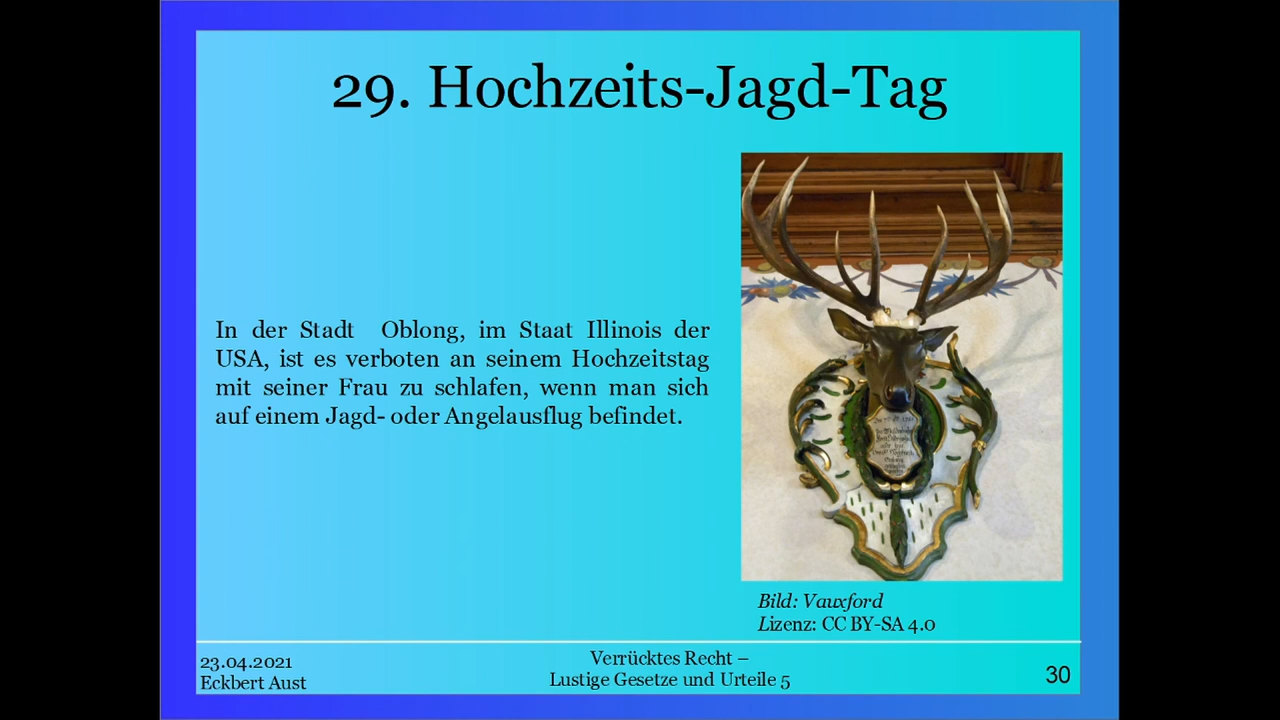 29. Hochzeits-Jagd-Tag
In der Stadt Oblong, im Staat Illinois der
USA, ist es verboten an seinem Hochzeitstag
mit seiner Frau zu schlafen, wenn man sich
auf einem Jagd- oder Angelausflug befindet.
Bild: Vauxford
Lizenz: CC BY-SA 4.0
23.04.2021
Eckbert Aust
Verrücktes Recht –
Lustige Gesetze und Urteile 5
30